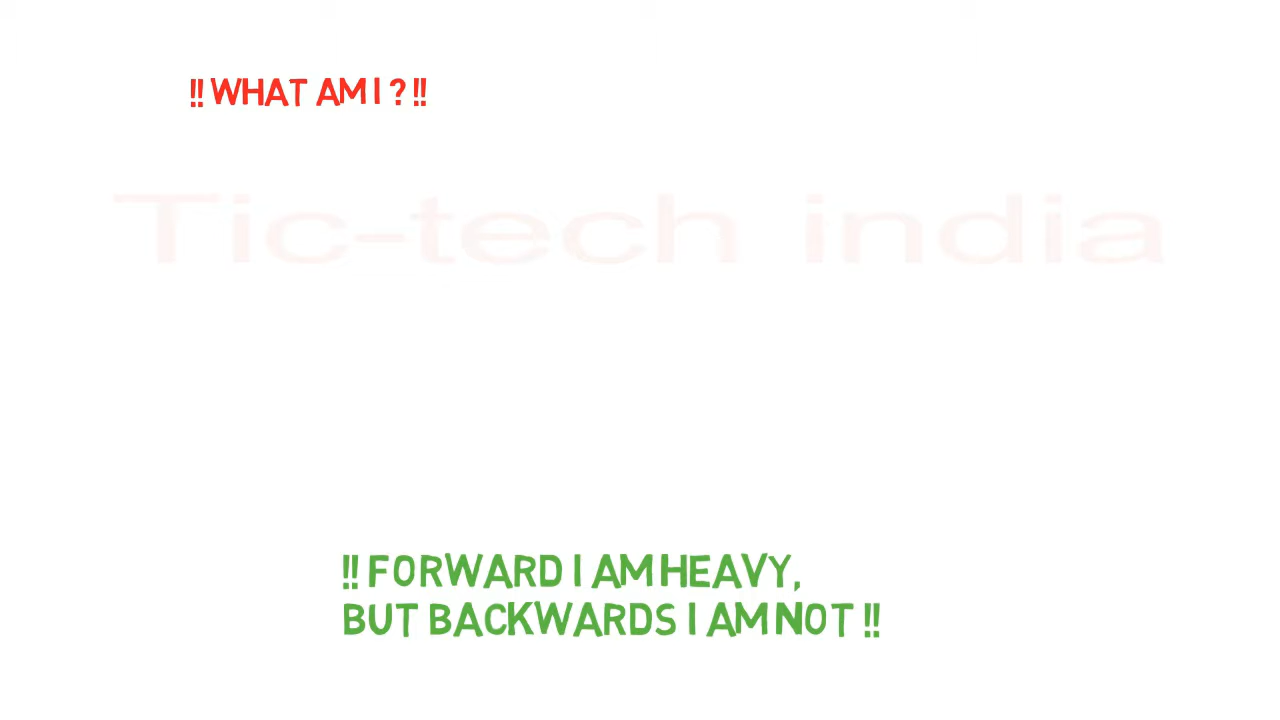 !! WHAT AM I ? !!
Tic-tech india
!! FORWARD I AM HEAVY,
BUT BACKWARDS I AM NOT !!